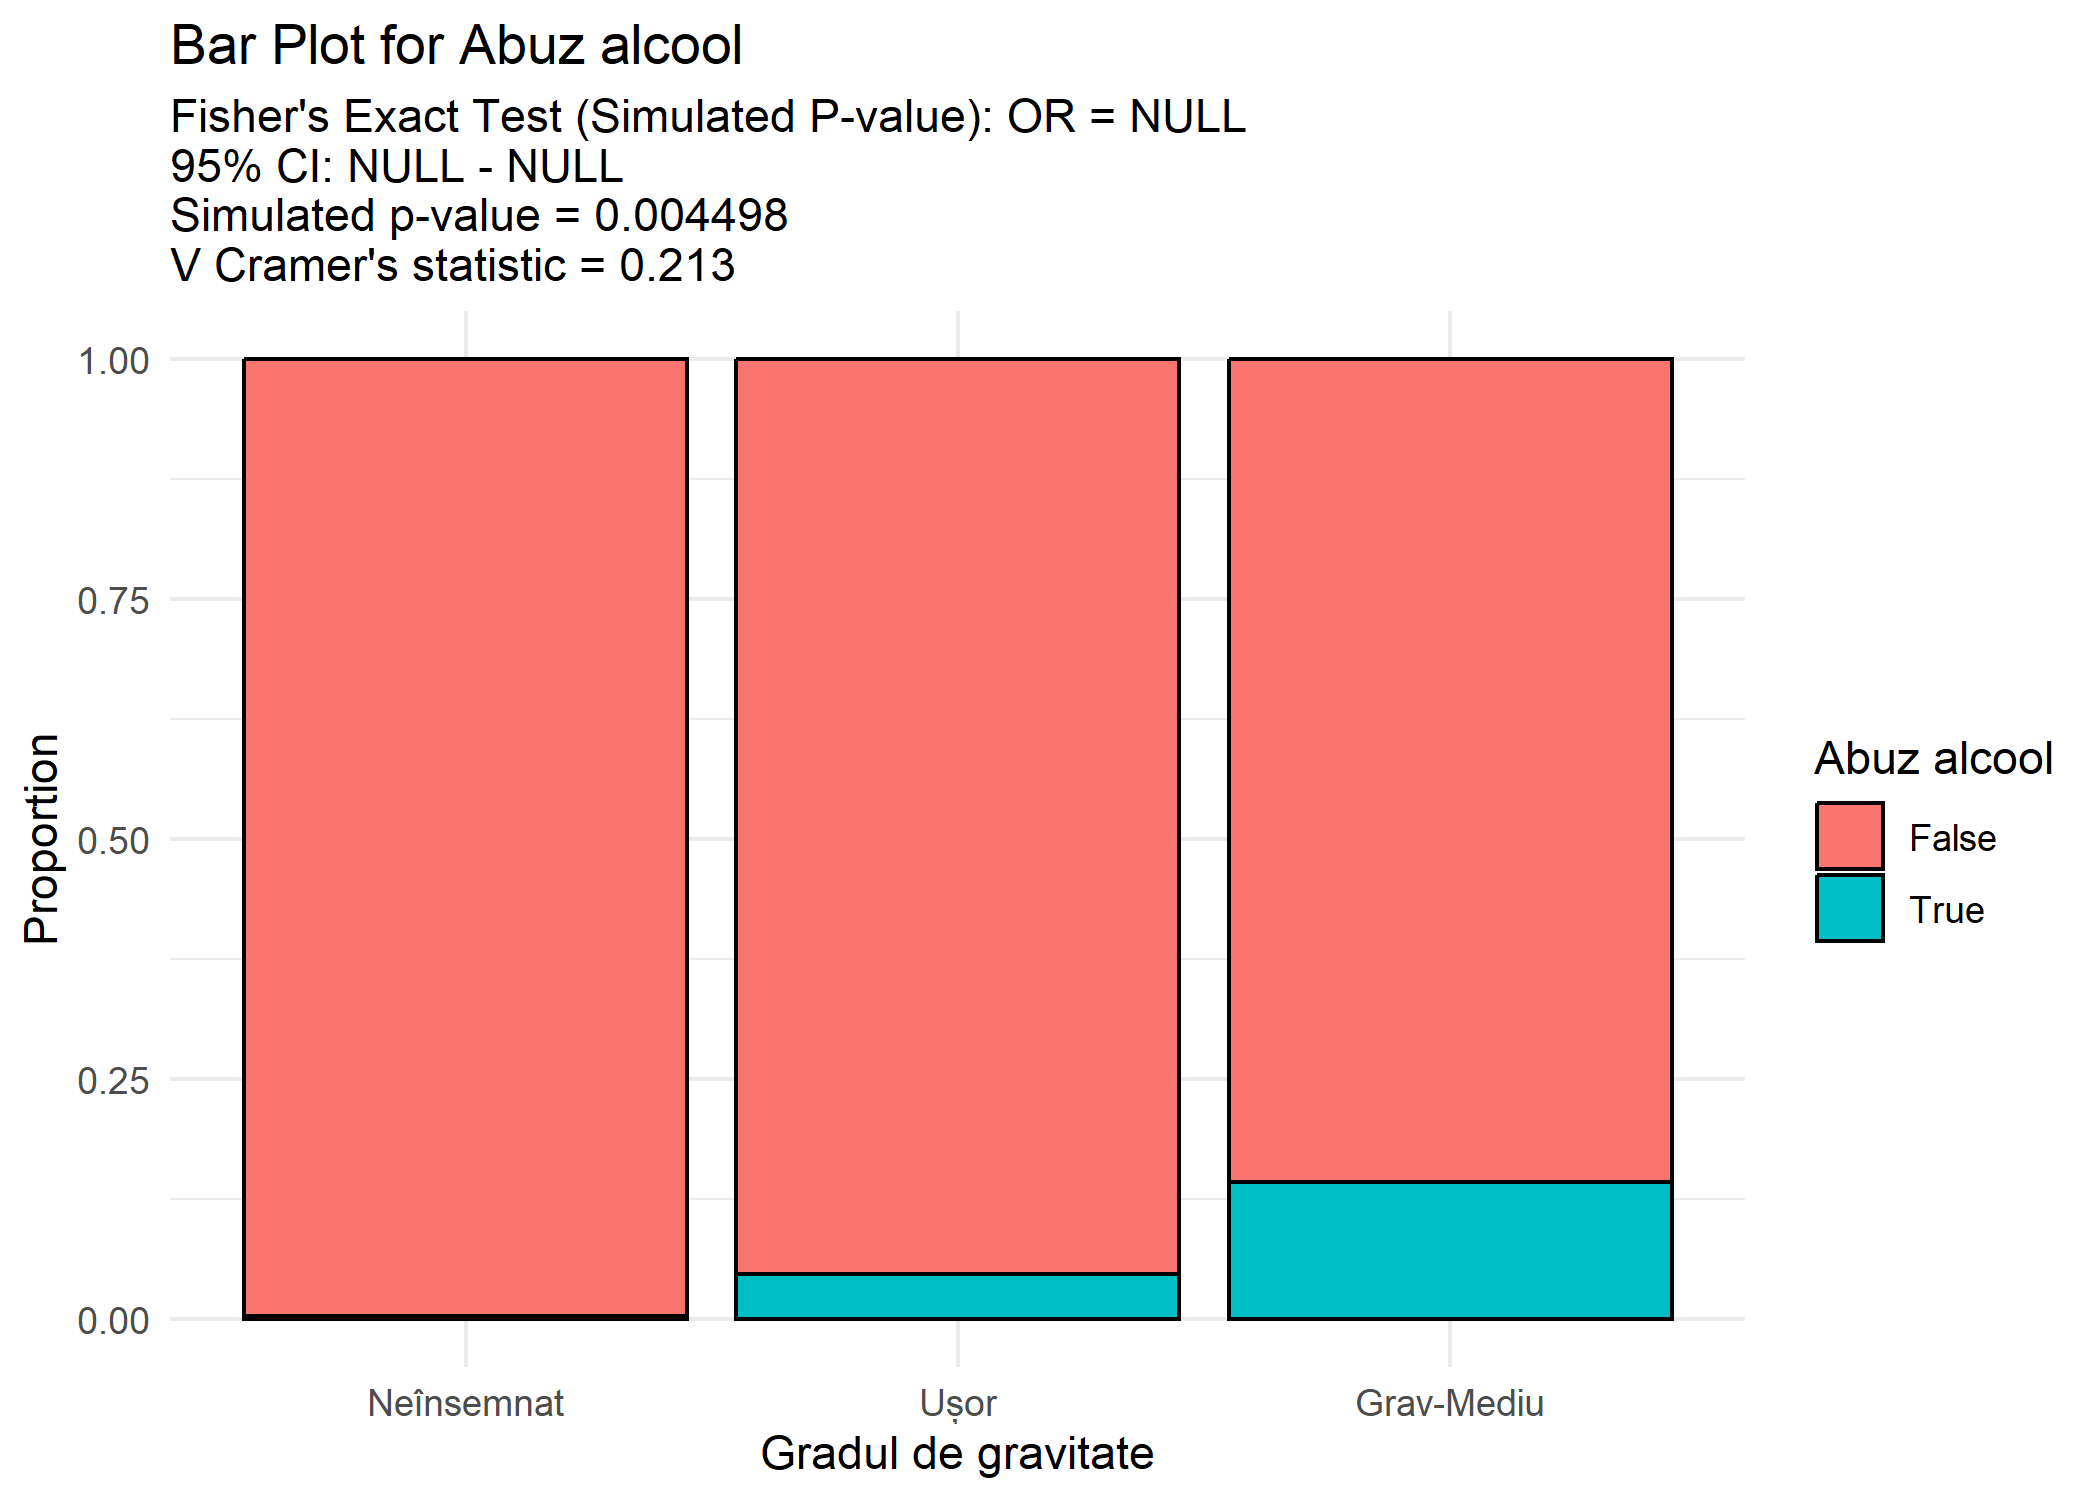 Bar Plot for Abuz alcool
Fisher's Exact Test (Simulated P-value): OR = NULL
95% CI: NULL - NULL
Simulated p-value = 0.004498
V Cramer's statistic = 0.213
1.00
0.75
0.50
0.25
0.00
Proportion
Neînsemnat
Ușor
Grav-Mediu
Gradul de gravitate
Abuz alcool
False
True